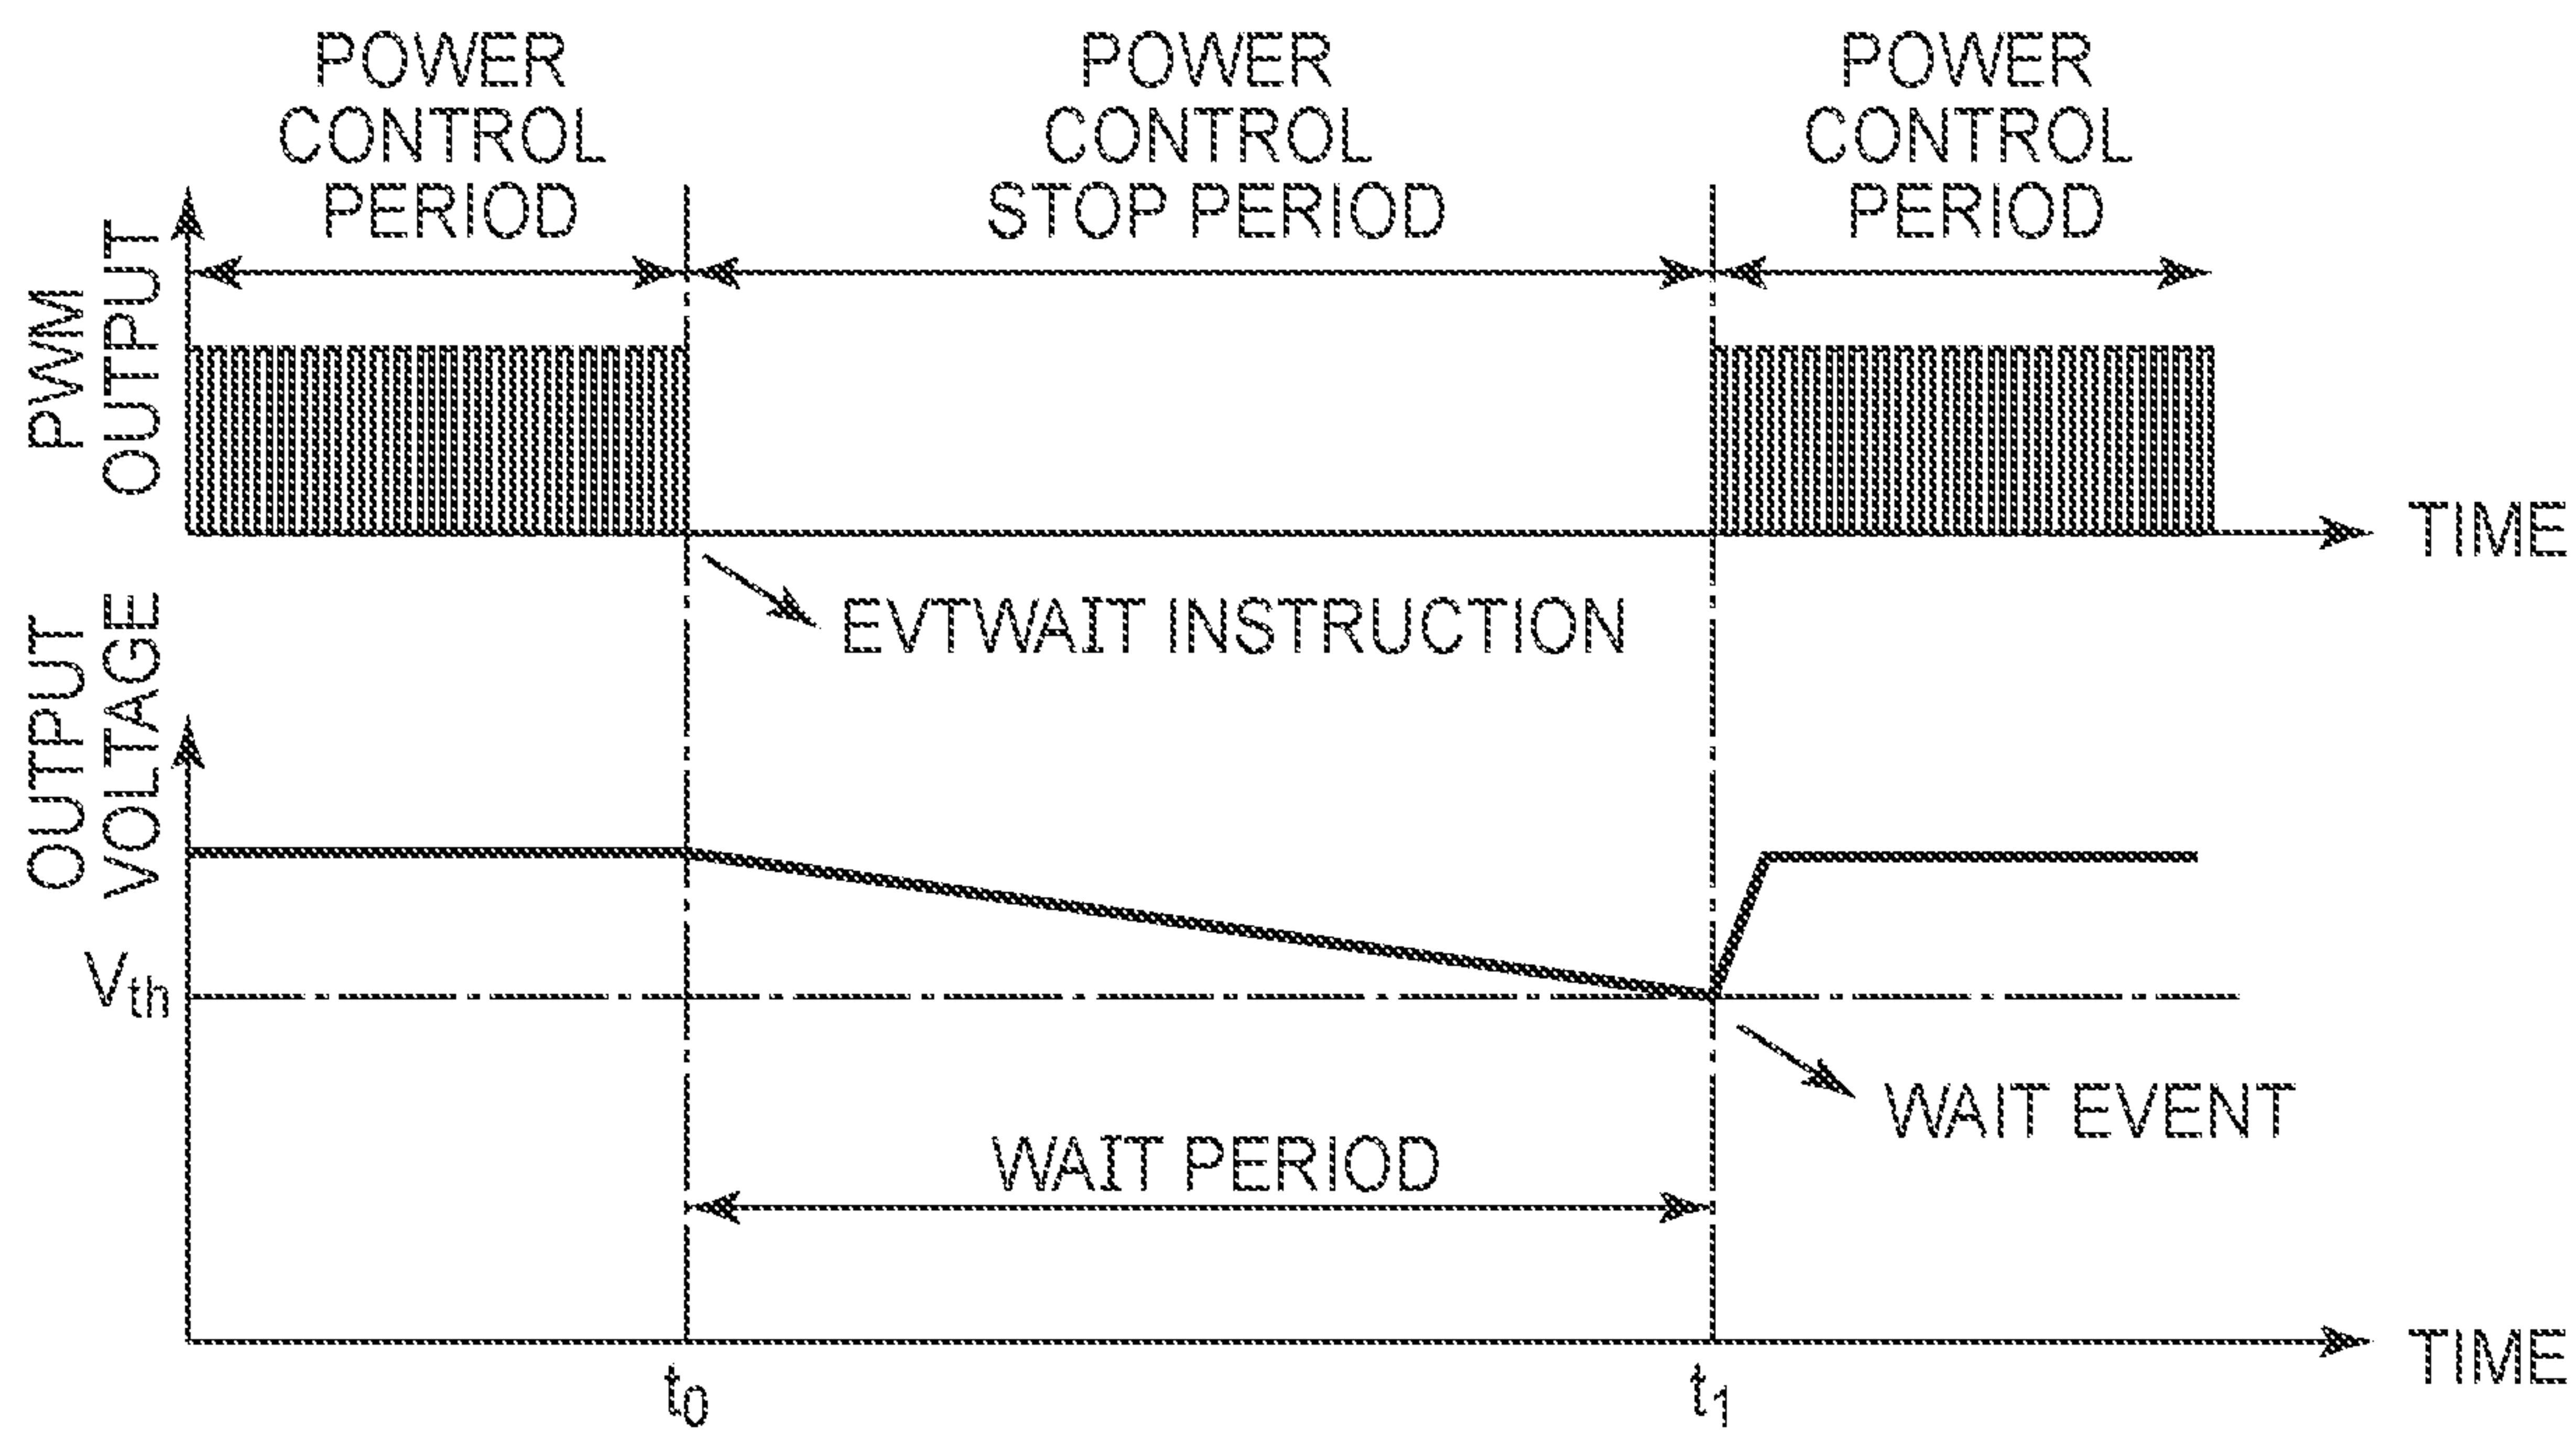 POWER
CONTROL
PERIOD
POWER
CONTROL
STOP PERIOD
POWER
CONTROL
PERIOD
PWM
OUTPUT
TIME
EVTWAIT INSTRUCTION
OUTPUT
VOLTAGE
Vth
WAIT EVENT
WAIT PERIOD
TIME
t0
t1